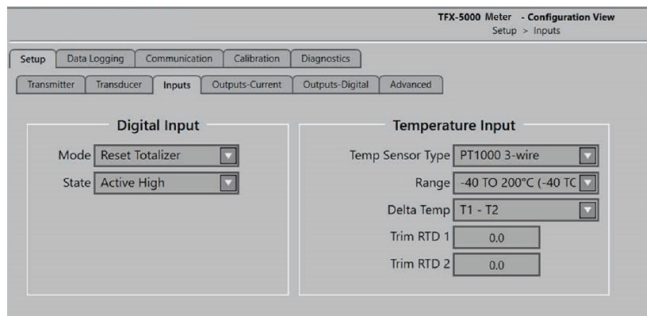 TFX-5000 Meter - Configuration View
Setup > Inputs
Setup Data Logging Communication Calibration Diagnostics
Transmitter Transducer Inputs Outputs-Current Outputs-Digital Advanced
Digital Input
Mode Reset Totalizer
State Active High
Temperature Input
Temp Sensor Type PT1000 3-wire
Range -40 TO 200°C (-40 TC
Delta Temp T1 - T2
Trim RTD 1 0.0
Trim RTD 2 0.0